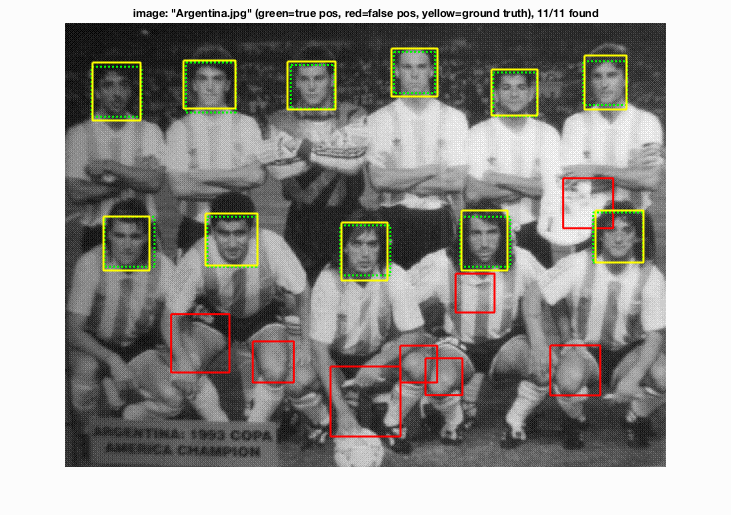 image: "Argentina.jpg" (green=true pos, red=false pos, yellow=ground truth), 11/11 found
ARGENTINA: 1993 COPA
AMERICA CHAMPION